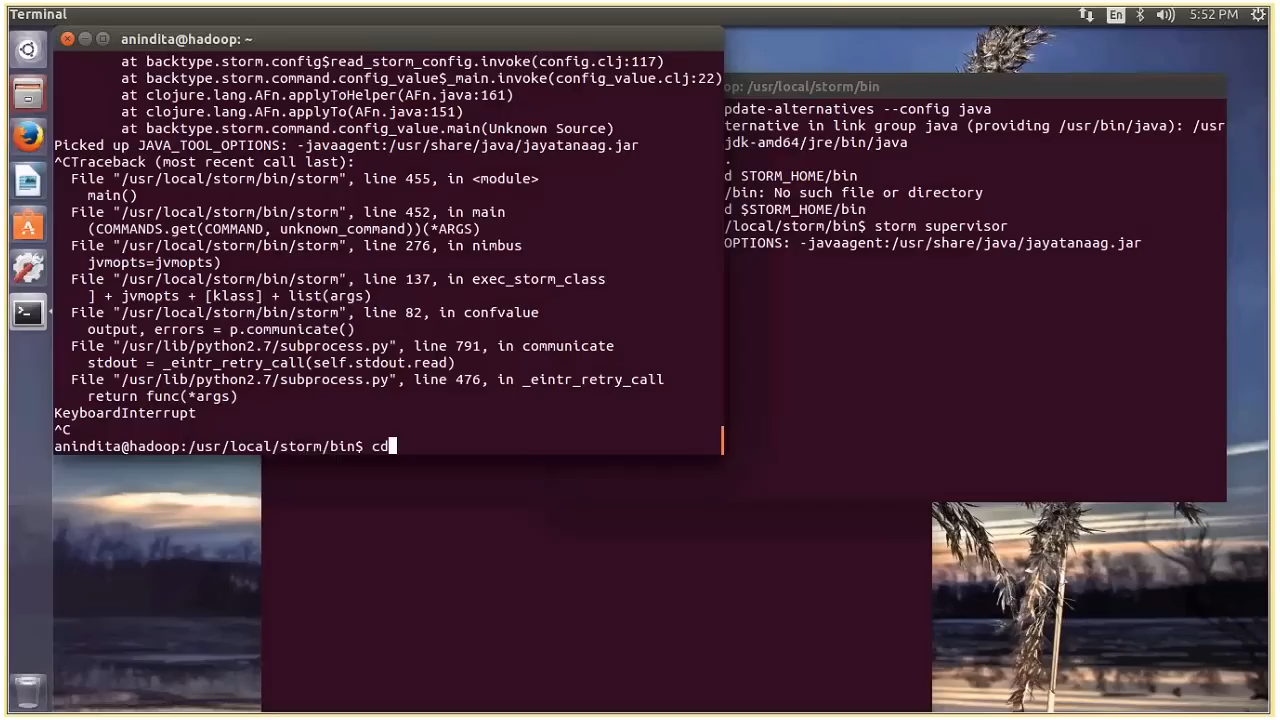 Terminal
En
5:52 PM
anindita@hadoop: ~
at backtype.storm.config$read_storm_config.invoke(config.clj:117)
at backtype.storm.command.config_value$_main.invoke(config_value.clj:22)
at clojure.lang.AFn.applyToHelper(AFn.java:161)
at clojure.lang.AFn.applyTo(AFn.java:151)
at backtype.storm.command.config_value.main(Unknown Source)
Picked up JAVA_TOOL_OPTIONS: -javaagent:/usr/share/java/jayatanaag.jar
^CTraceback (most recent call last):
File "/usr/local/storm/bin/storm", line 455, in <module>
main()
File "/usr/local/storm/bin/storm", line 452, in main
(COMMANDS.get(COMMAND, unknown_command))(*ARGS)
File "/usr/local/storm/bin/storm", line 276, in nimbus
jvmopts=jvmopts)
File "/usr/local/storm/bin/storm", line 137, in exec_storm_class
] + jvmopts + [klass] + list(args)
File "/usr/local/storm/bin/storm", line 82, in confvalue
output, errors = p.communicate()
File "/usr/lib/python2.7/subprocess.py", line 791, in communicate
stdout = _eintr_retry_call(self.stdout.read)
File "/usr/lib/python2.7/subprocess.py", line 476, in _eintr_retry_call
return func(*args)
KeyboardInterrupt
^C
anindita@hadoop:/usr/local/storm/bin$ cd
op: /usr/local/storm/bin
pdate-alternatives --config java
ternative in link group java (providing /usr/bin/java): /usr
jdk-amd64/jre/bin/java
.
d STORM_HOME/bin
/bin: No such file or directory
d $STORM_HOME/bin
/local/storm/bin$ storm supervisor
OPTIONS: -javaagent:/usr/share/java/jayatanaag.jar